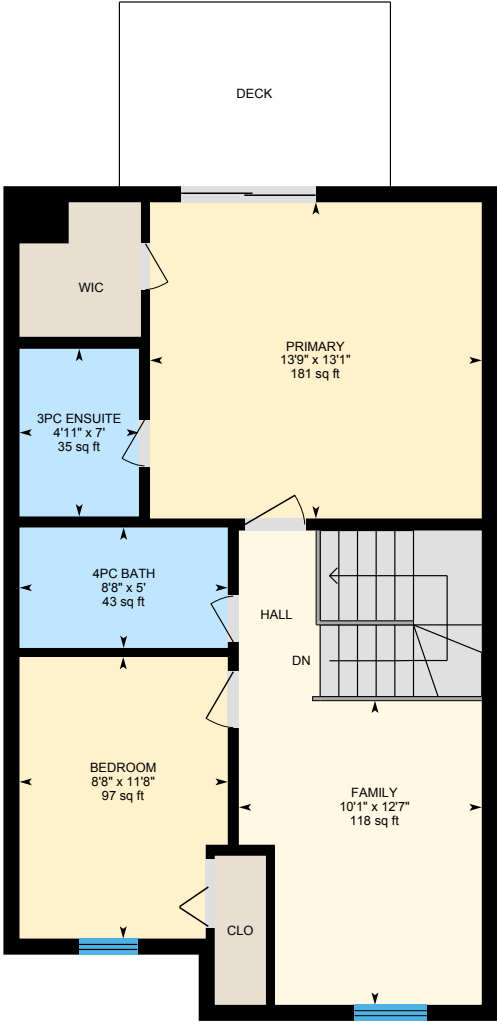 DECK
WIC
PRIMARY
13'9" x 13'1"
181 sq ft
3PC ENSUITE
4'11" x 7'
35 sq ft
4PC BATH
8'8" x 5'
43 sq ft
HALL
DN
BEDROOM
8'8" x 11'8"
97 sq ft
FAMILY
10'1" x 12'7"
118 sq ft
CLO